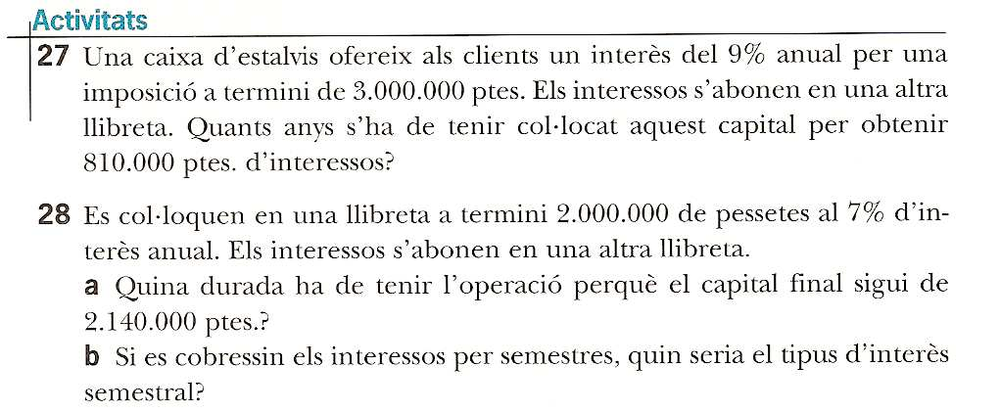 Activitats
27 Una caixa d'estalvis ofereix als clients un interès del 9% anual per una
imposició a termini de 3.000.000 ptes. Els interessos s'abonen en una altra
llibreta. Quants anys s'ha de tenir col·locat aquest capital per obtenir
810.000 ptes. d'interessos?
28 Es col·loquen en una llibreta a termini 2.000.000 de pessetes al 7% d'in-
terès anual. Els interessos s'abonen en una altra llibreta.
a Quina durada ha de tenir l'operació perquè el capital final sigui de
2.140.000 ptes.?
b Si es cobressin els interessos per semestres, quin seria el tipus d'interès
semestral?